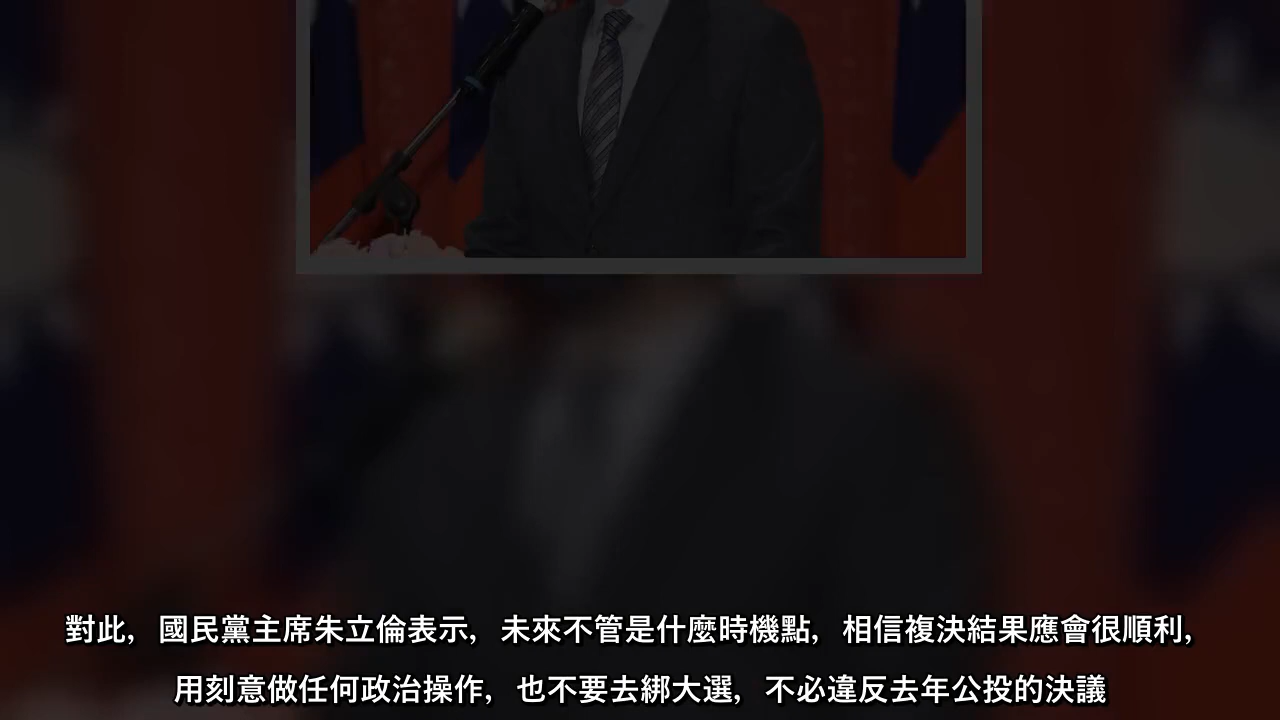 對此, 國民黨主席朱立倫表示, 未來不管是什麼時機點, 相信複決結果應會很順利,
用刻意做任何政治操作, 也不要去綁大選, 不必違反去年公投的決議